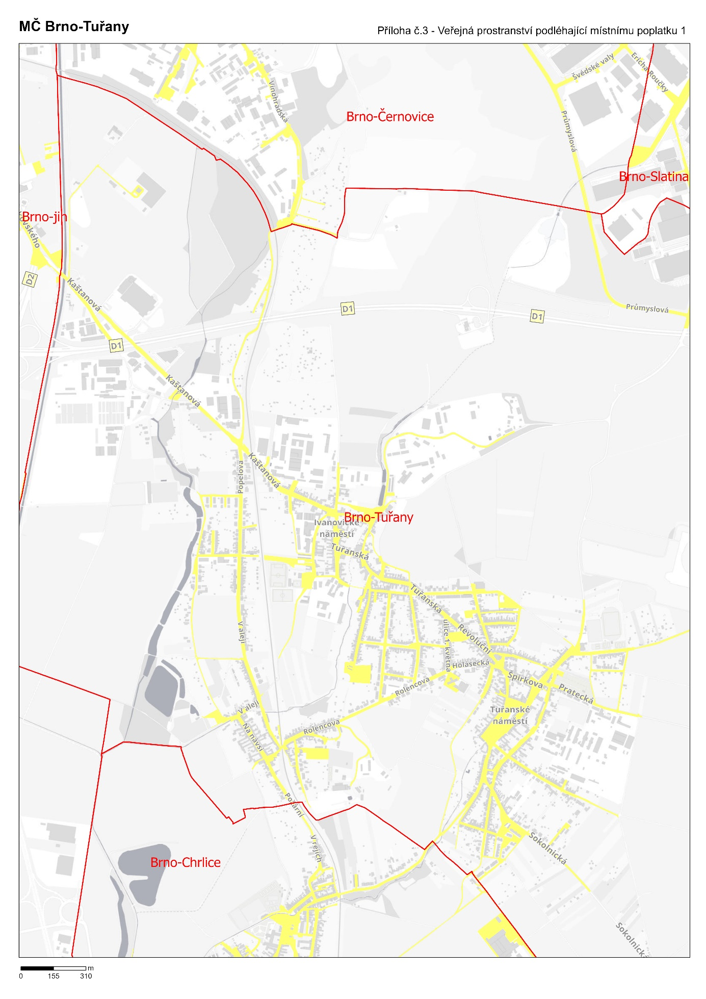 MČ Brno-Tuřany
Příloha č.3 - Veřejná prostranství podléhající místnímu poplatku 1
Švédské valy
Ericha Roučky
Vinohradská
Brno-Černovice
Průmyslová
Brno-Slatina
Brno-jih
ovského
D2
Kaštanová
D1
D1
Průmyslová
D1
Kaštanová
Kaštanová
Popelova
Brno-Tuřany
Ivanovické
náměstí
Tuřanská
Tuřanská
V aleji
ulice 1. května
Revoluční
Holásecká
Špírkova
Rolencova
Pratecká
V aleji
Tuřanské
náměstí
Na návsi
Rolencova
Požární
V rejích
Sokolnická
Brno-Chrlice
Sokolnická
m
0 155 310